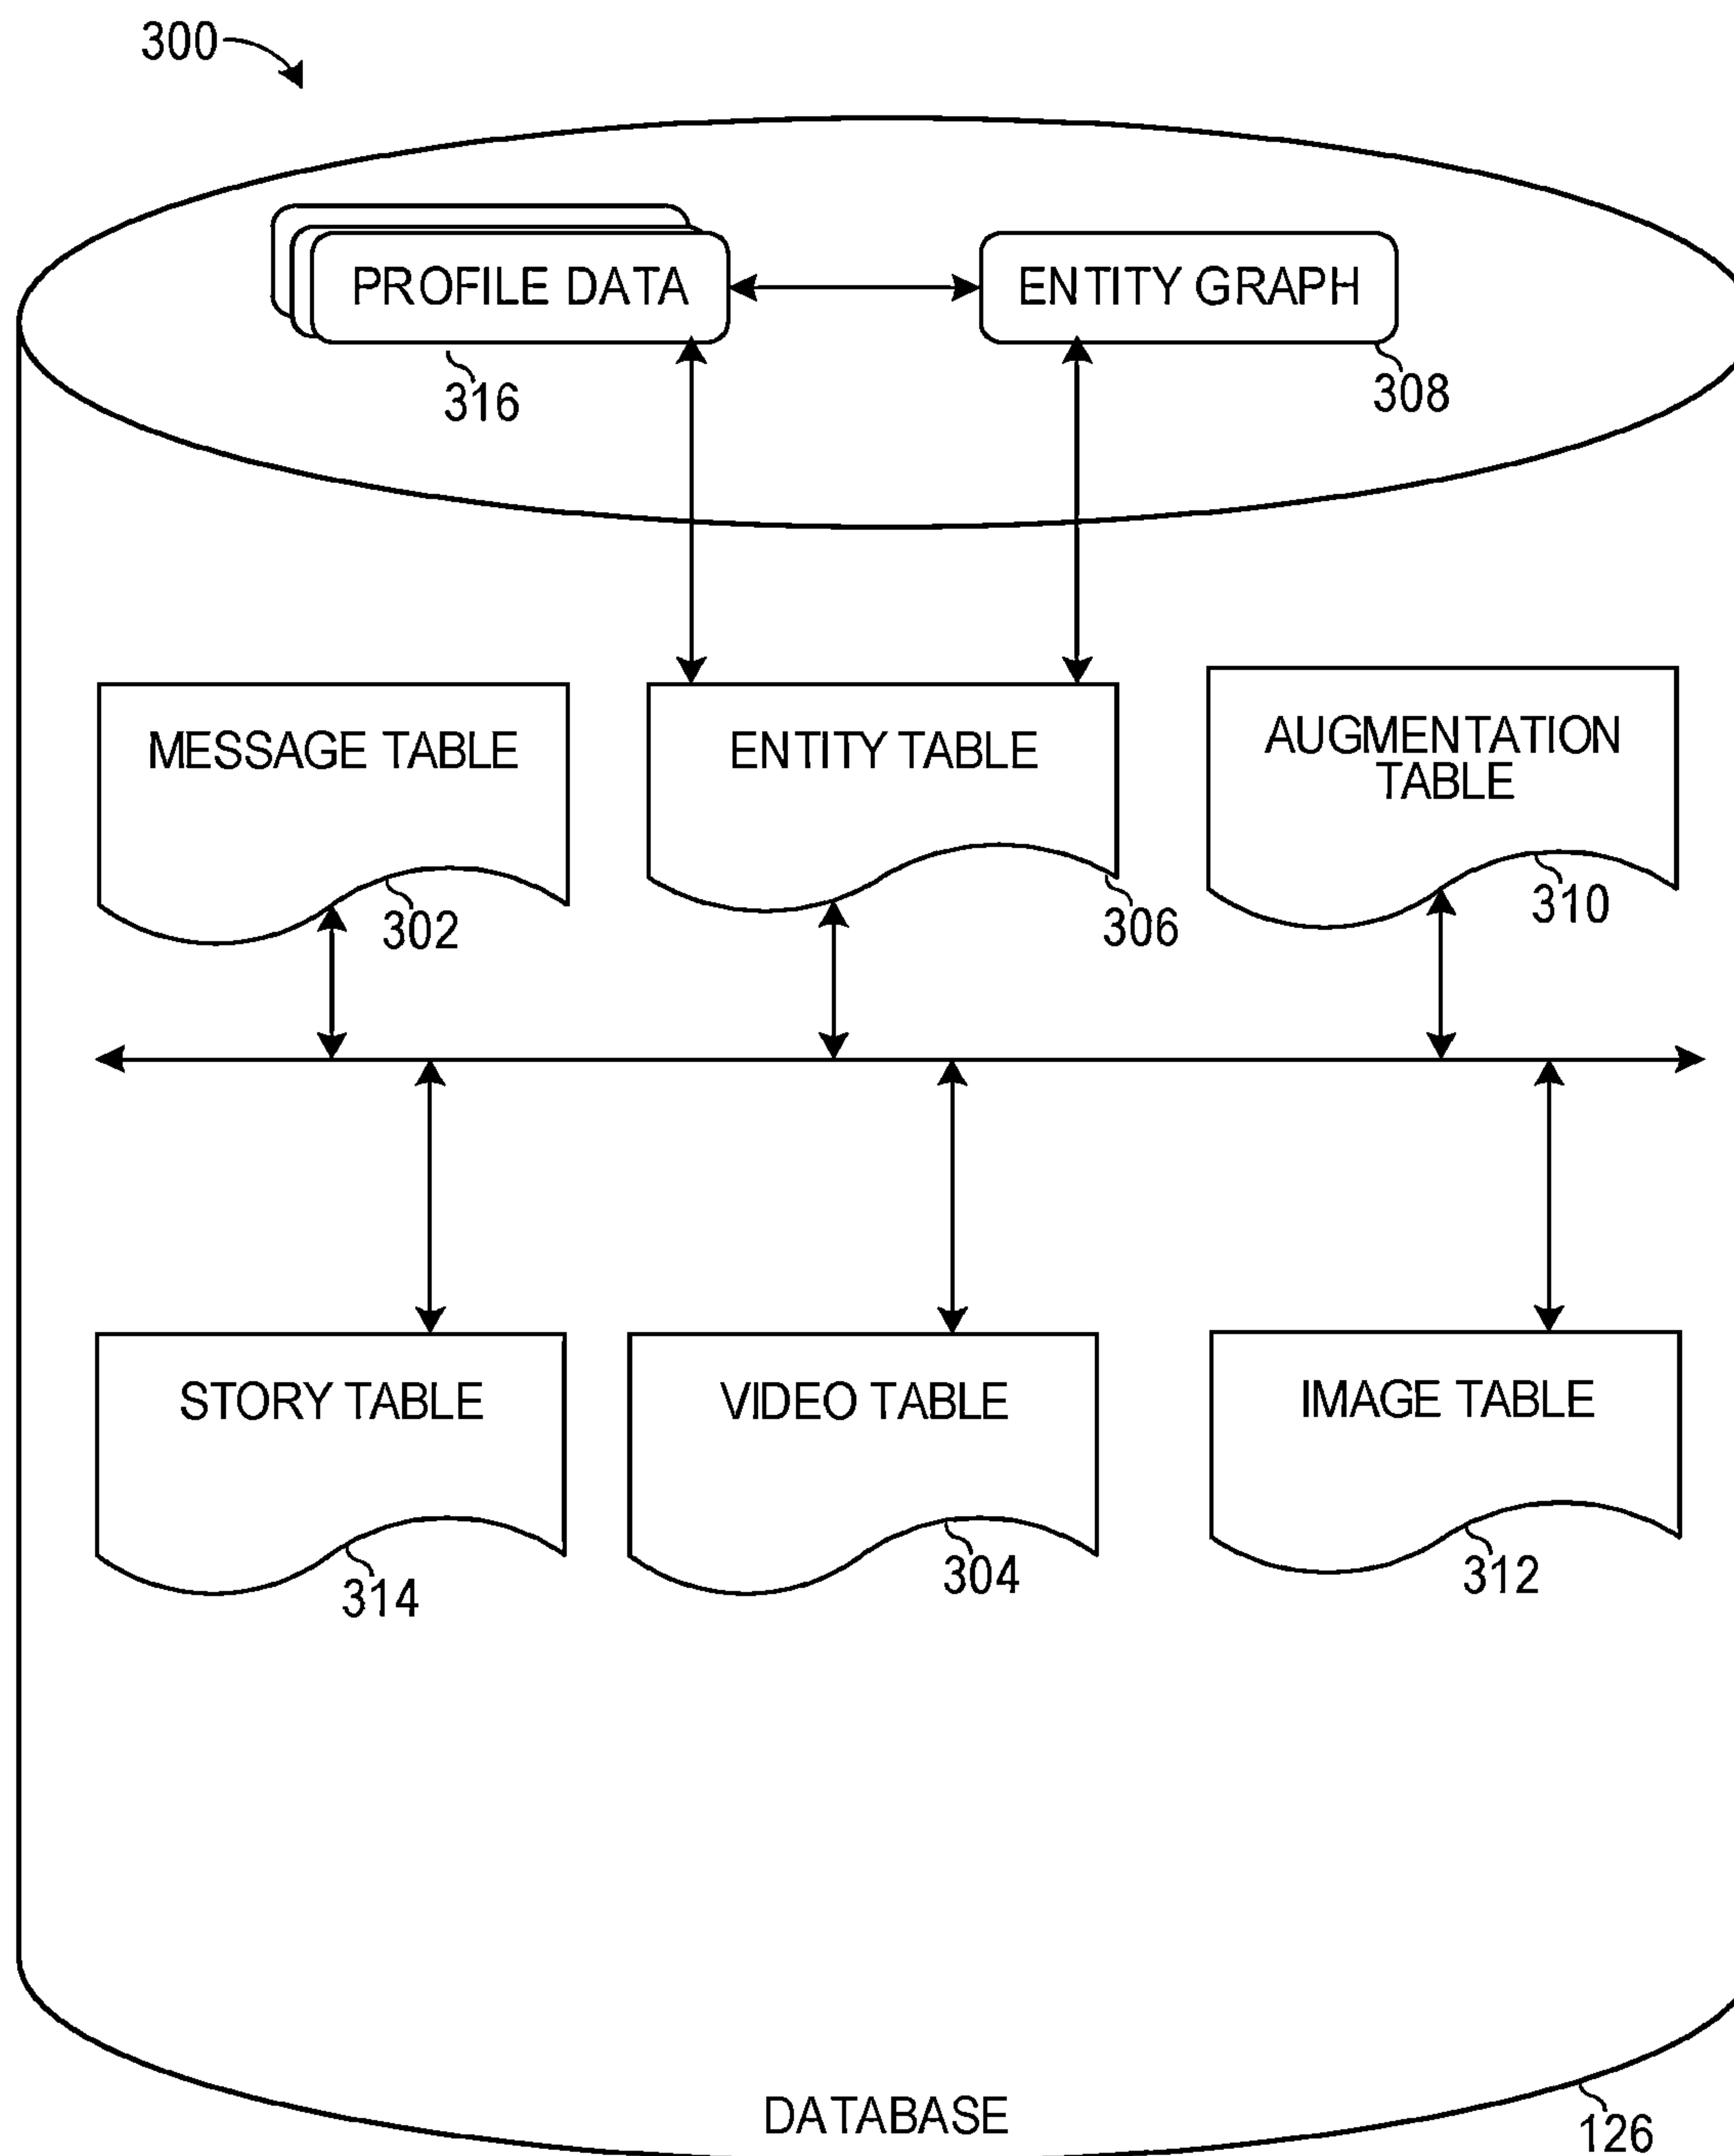 300
PROFILE DATA
ENTITY GRAPH
316
308
MESSAGE TABLE
ENTITY TABLE
AUGMENTATION
TABLE
302
306
310
STORY TABLE
VIDEO TABLE
IMAGE TABLE
314
304
312
DATABASE
126